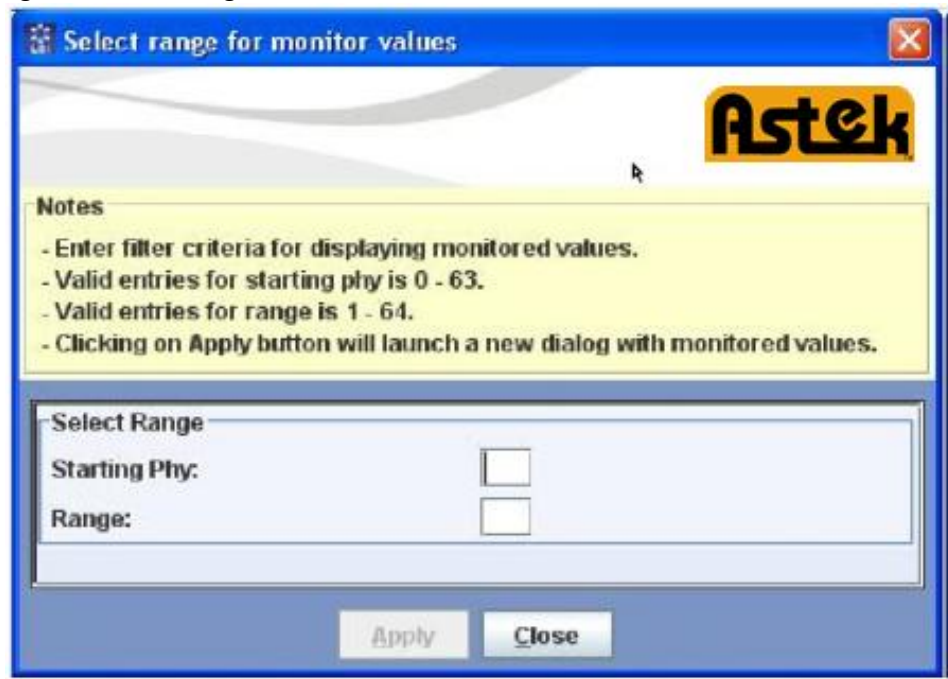 Select range for monitor values
Astek
Notes
- Enter filter criteria for displaying monitored values.
- Valid entries for starting phy is 0 - 63.
- Valid entries for range is 1 - 64.
- Clicking on Apply button will launch a new dialog with monitored values.
Select Range
Starting Phy:
Range:
Apply Close